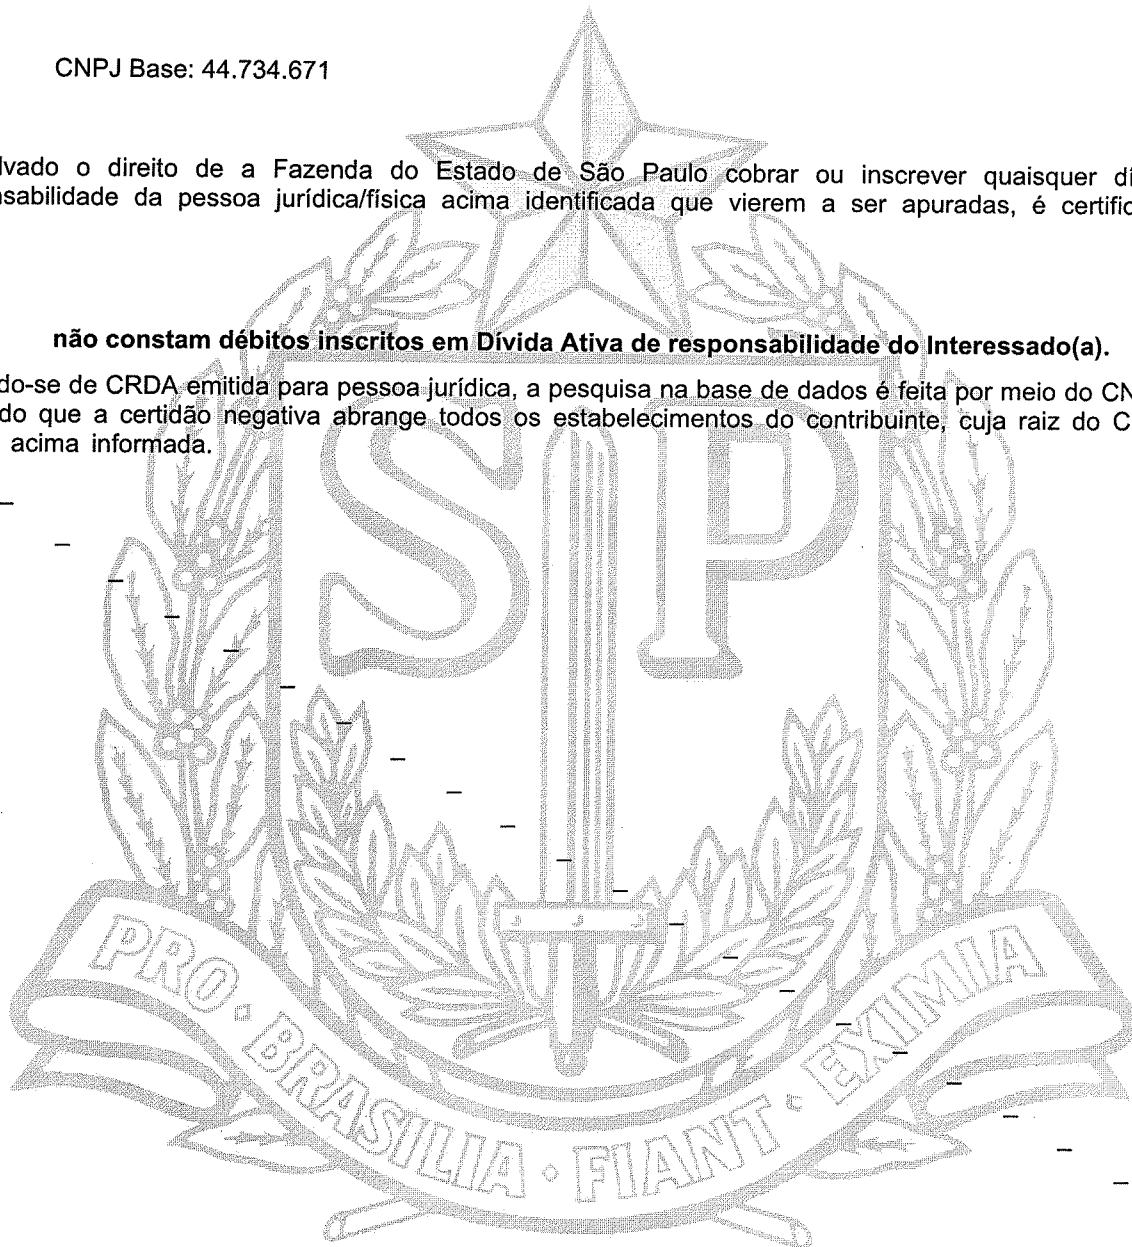 CNPJ Base: 44.734.671
lvado o direito de a Fazenda do Estado de São Paulo cobrar ou inscrever quaisquer dí
nsabilidade da pessoa jurídica/física acima identificada que vierem a ser apuradas, é certific
não constam débitos inscritos em Dívida Ativa de responsabilidade do Interessado(a).
do-se de CRDA emitida para pessoa jurídica, a pesquisa na base de dados é feita por meio do CN
do que a certidão negativa abrange todos os estabelecimentos do contribuinte, cuja raiz do C
acima informada.
S P
PRO · BRASILIA · FIANT · EXIMIA